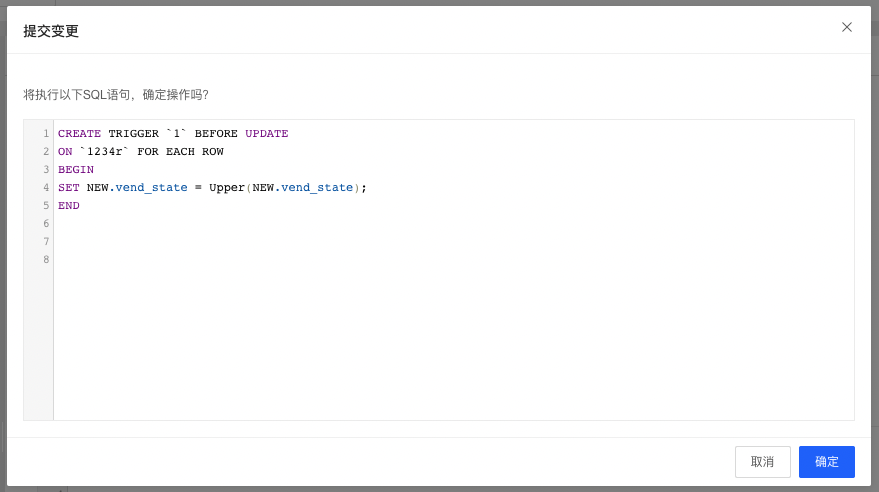 提交变更
将执行以下SQL语句，确定操作吗?
1 CREATE TRIGGER `1` BEFORE UPDATE
2 ON `1234r` FOR EACH ROW
3 BEGIN
4 SET NEW.vend_state = Upper(NEW.vend_state);
5 END
6
7
8
取消 确定